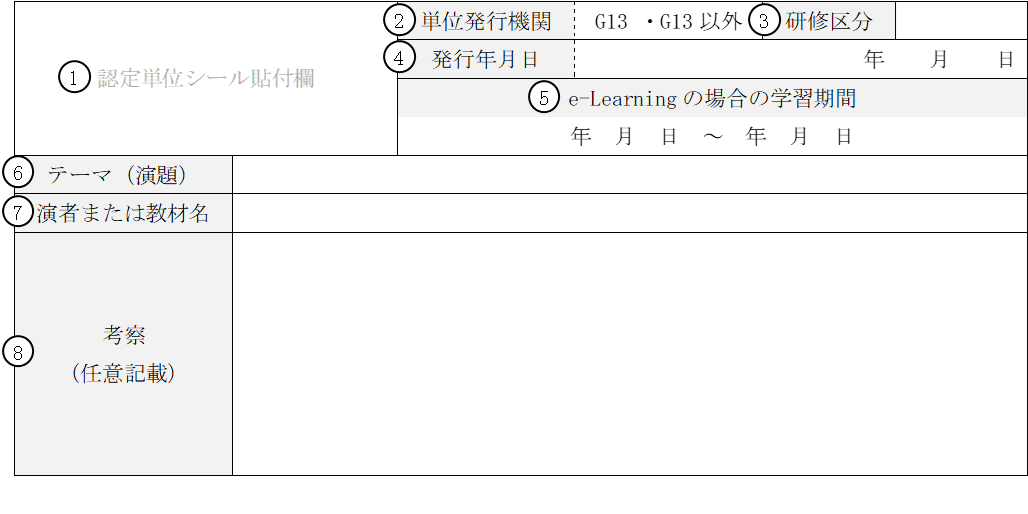 ① 認定単位シール貼付欄
② 単位発行機関 G13 ・G13 以外 ③ 研修区分
④ 発行年月日 年 月 日
⑤ e-Learning の場合の学習期間
年 月 日 ～ 年 月 日
⑥ テーマ（演題）
⑦ 演者または教材名
⑧ 考察
（任意記載）